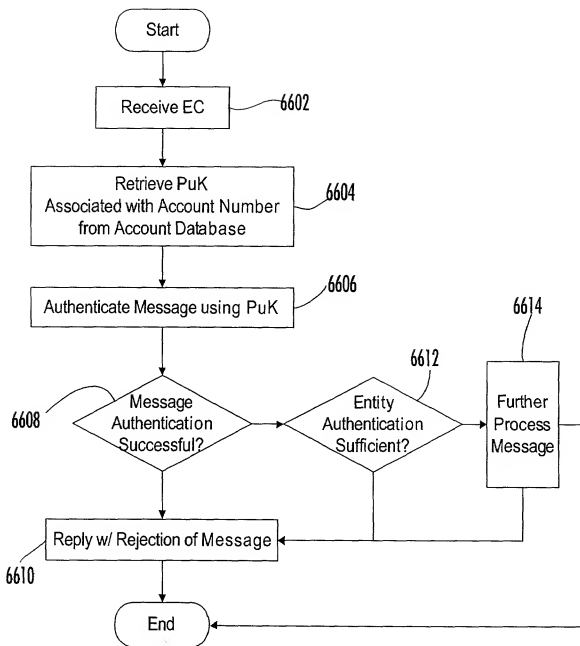 Start
Receive EC
6602
Retrieve PuK
Associated with Account Number
from Account Database
6604
Authenticate Message using PuK
6606
6608
Message
Authentication
Successful?
6612
Entity
Authentication
Sufficient?
6614
Further
Process
Message
Reply w/ Rejection of Message
6610
End